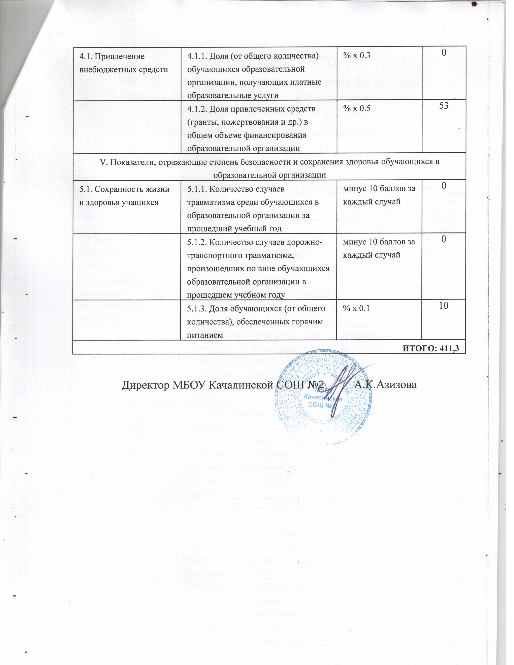 4.1. Привлечение внебюджетных средств
4.1.1. Доля (от общего количества)
обучающихся образовательной
организации, получающих платные
образовательные услуги
% х 0.3
0
4.1.2. Доля привлеченных средств
(гранты, пожертвования и др.) в
общем объеме финансирования
образовательной организации
% х 0.5
53
V. Показатели, отражающие степень безопасности и сохранения здоровья обучающихся в
образовательной организации
5.1. Сохранность жизни
и здоровья учащихся
5.1.1. Количество случаев
травматизма среди обучающихся в
образовательной организации за
прошедший учебный год
минус 10 баллов за
каждый случай
0
5.1.2. Количество случаев дорожно-
транспортного травматизма,
произошедших по вине обучающихся
образовательной организации в
прошедшем учебном году
минус 10 баллов за
каждый случай
0
5.1.3. Доля обучающихся (от общего
количества), обеспеченных горячим
питанием
% х 0.1
10
ИТОГО: 411,3
Директор МБОУ Качалинской СОШ №2
А.К.Азизова
СОШ №